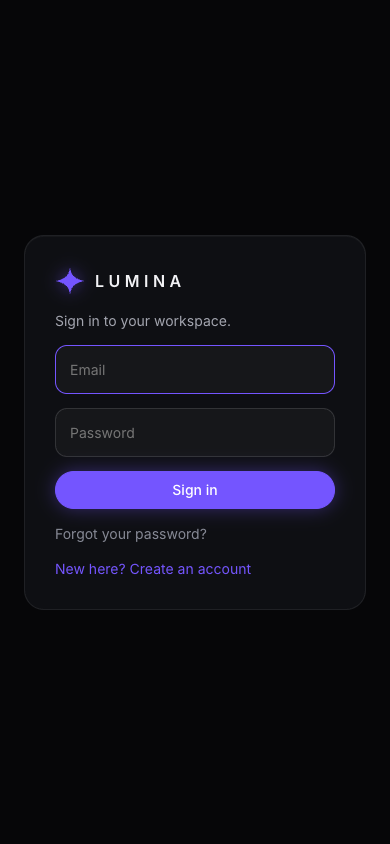 LUMINA
Sign in to your workspace.
Email
Password
Sign in
Forgot your password?
New here? Create an account